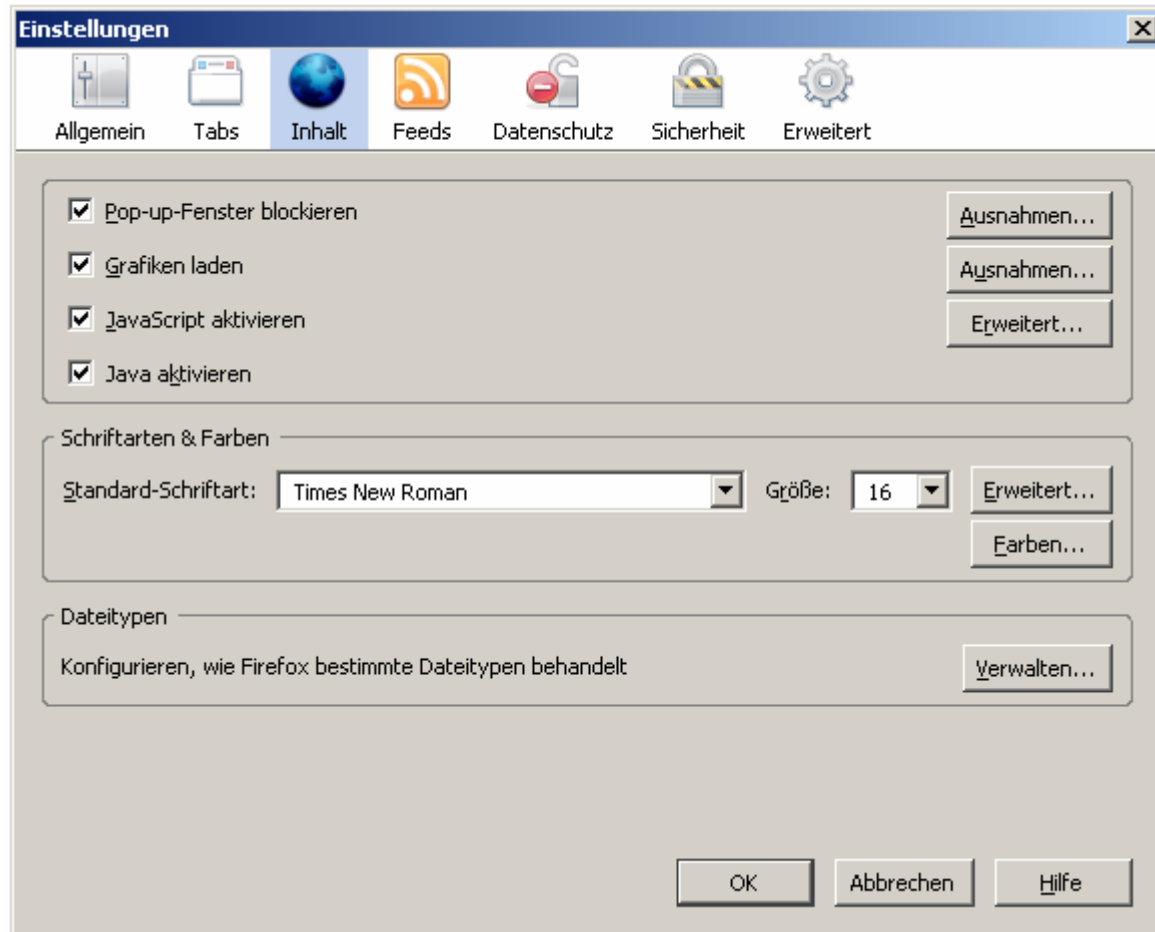 Einstellungen
Allgemein Tabs Inhalt Feeds Datenschutz Sicherheit Erweitert
Pop-up-Fenster blockieren Ausnahmen...
Grafiken laden Ausnahmen...
JavaScript aktivieren Erweitert...
Java aktivieren
Schriftarten & Farben
Standard-Schriftart: Times New Roman Größe: 16 Erweitert...
Farben...
Dateitypen
Konfigurieren, wie Firefox bestimmte Dateitypen behandelt Verwalten...
OK Abbrechen Hilfe